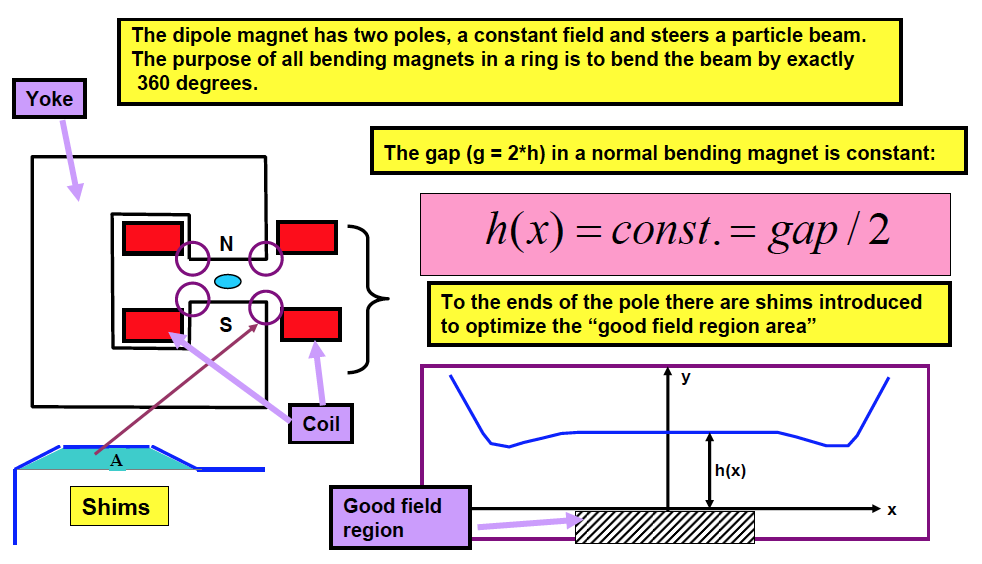 The dipole magnet has two poles, a constant field and steers a particle beam.
The purpose of all bending magnets in a ring is to bend the beam by exactly
360 degrees.
Yoke
The gap (g = 2*h) in a normal bending magnet is constant:
h(x) = const. = gap / 2
N
S
To the ends of the pole there are shims introduced
to optimize the “good field region area”
Coil
A
Shims
y
h(x)
x
Good field
region